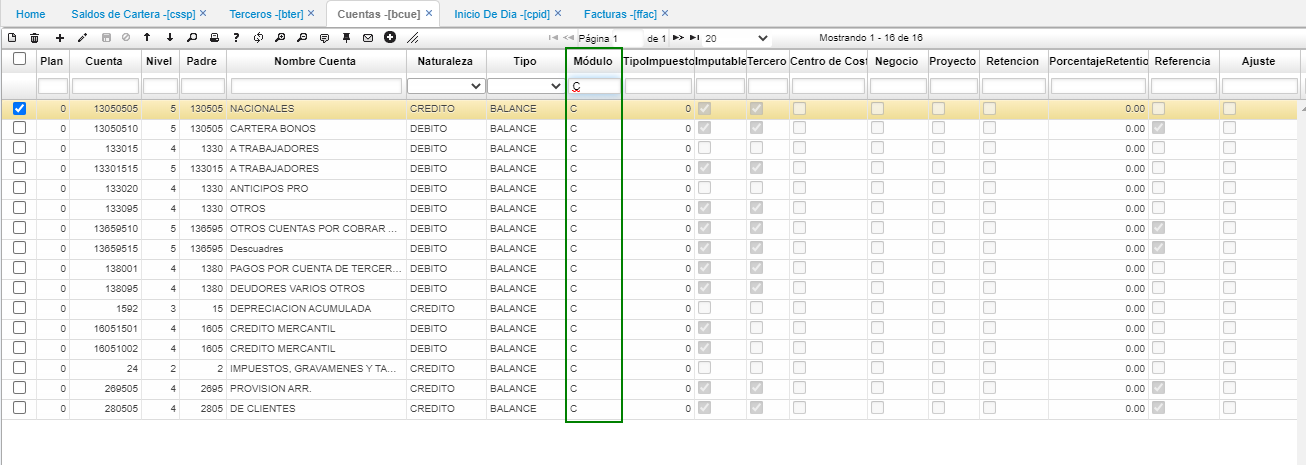 Home Saldos de Cartera -[cssp] Terceros -[bter] Cuentas -[bcue] Inicio De Dia -[cpid] Facturas -[ffac]
Página 1 de 1 20 Mostrando 1 - 16 de 16
Plan Cuenta Nivel Padre Nombre Cuenta Naturaleza Tipo Módulo TipoImpuesto Imputable Tercero Centro de Cost Negocio Proyecto Retencion PorcentajeRetentio Referencia Ajuste
C
0 13050505 5 130505 NACIONALES CREDITO BALANCE C 0 0.00
0 13050510 5 130505 CARTERA BONOS DEBITO BALANCE C 0 0.00
0 133015 4 1330 A TRABAJADORES DEBITO BALANCE C 0 0.00
0 13301515 5 133015 A TRABAJADORES DEBITO BALANCE C 0 0.00
0 133020 4 1330 ANTICIPOS PRO DEBITO BALANCE C 0 0.00
0 133095 4 1330 OTROS DEBITO BALANCE C 0 0.00
0 13659510 5 136595 OTROS CUENTAS POR COBRAR ... DEBITO BALANCE C 0 0.00
0 13659515 5 136595 Descuadres DEBITO BALANCE C 0 0.00
0 138001 4 1380 PAGOS POR CUENTA DE TERCER... DEBITO BALANCE C 0 0.00
0 138095 4 1380 DEUDORES VARIOS OTROS DEBITO BALANCE C 0 0.00
0 1592 3 15 DEPRECIACION ACUMULADA CREDITO BALANCE C 0 0.00
0 16051501 4 1605 CREDITO MERCANTIL DEBITO BALANCE C 0 0.00
0 16051002 4 1605 CREDITO MERCANTIL DEBITO BALANCE C 0 0.00
0 24 2 2 IMPUESTOS, GRAVAMENES Y TA... CREDITO BALANCE C 0 0.00
0 269505 4 2695 PROVISION ARR. CREDITO BALANCE C 0 0.00
0 280505 4 2805 DE CLIENTES CREDITO BALANCE C 0 0.00